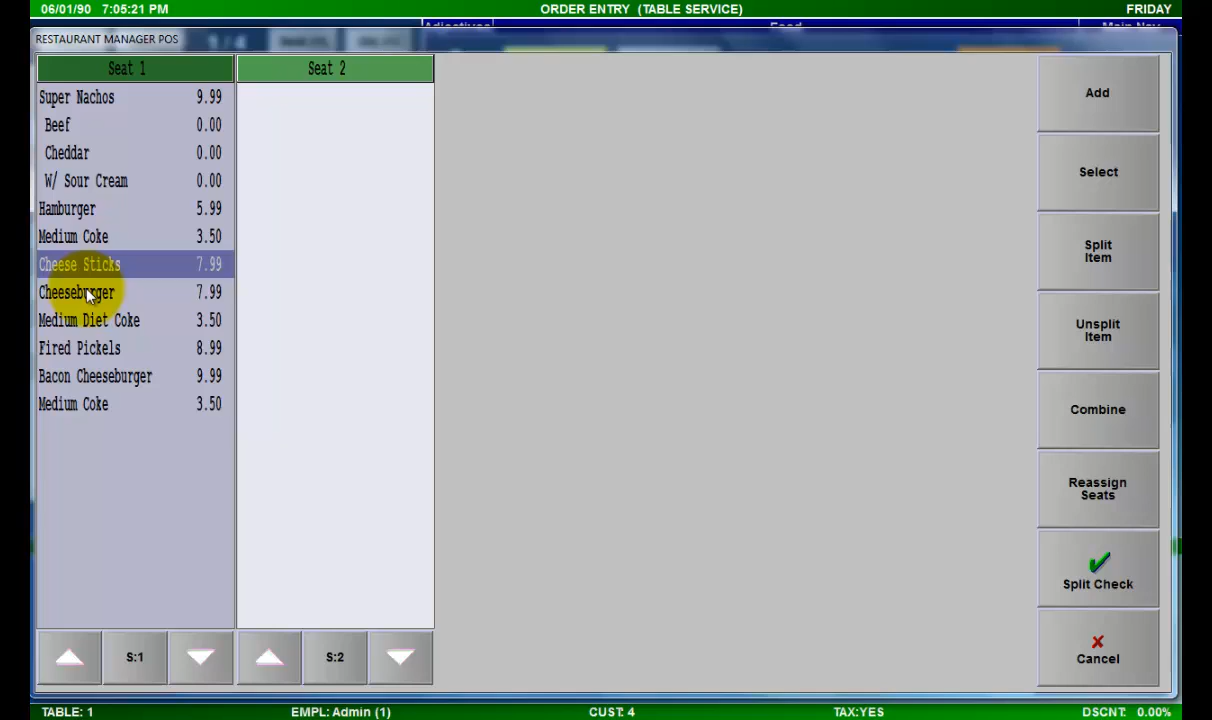 06/01/90 7:05:21 PM ORDER ENTRY (TABLE SERVICE) FRIDAY
Adjectives Food Main Nav
RESTAURANT MANAGER POS
Seat 1 Seat 2
Super Nachos 9.99
Beef 0.00
Cheddar 0.00
W/ Sour Cream 0.00
Hamburger 5.99
Medium Coke 3.50
Cheese Sticks 7.99
Cheeseburger 7.99
Medium Diet Coke 3.50
Fired Pickels 8.99
Bacon Cheeseburger 9.99
Medium Coke 3.50
Add
Select
Split
Item
Unsplit
Item
Combine
Reassign
Seats
Split Check
Cancel
S:1 S:2
TABLE: 1 EMPL: Admin (1) CUST: 4 TAX:YES DSCNT: 0.00%